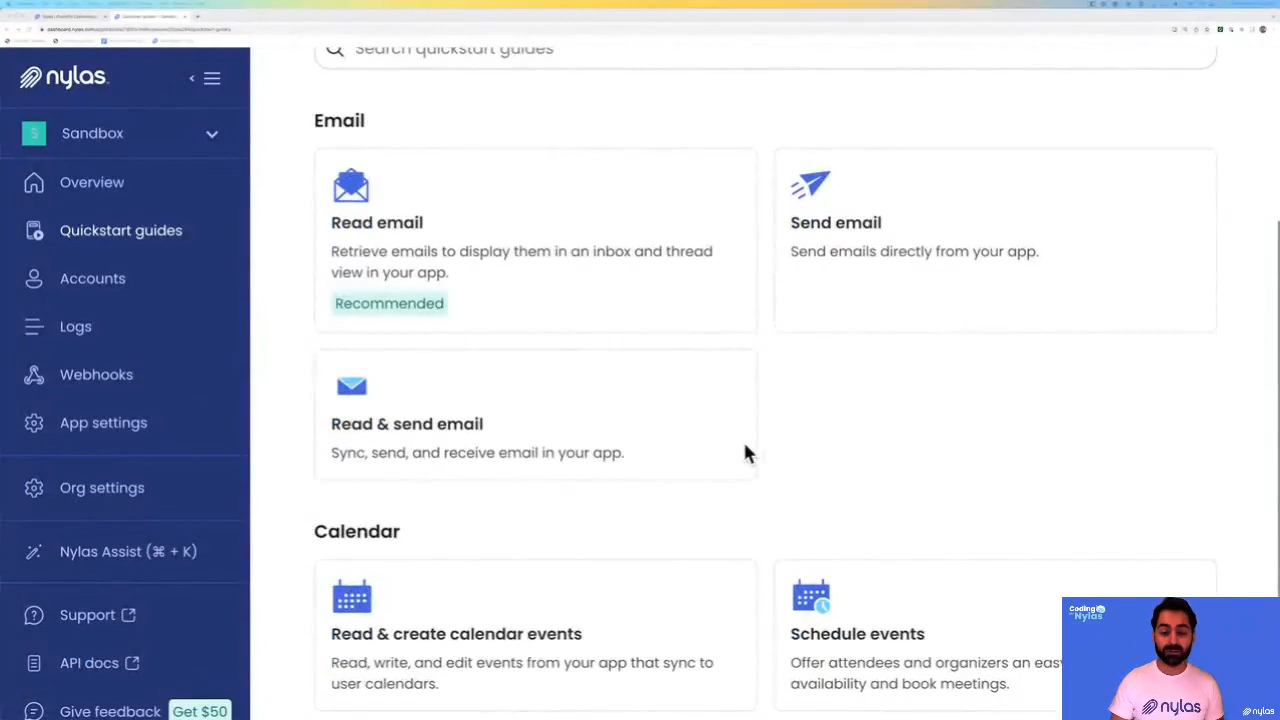 Search quickstart guides
nylas
S
Sandbox
Overview
Quickstart guides
Accounts
Logs
Webhooks
App settings
Org settings
Nylas Assist (⌘ + K)
Support
API docs
Give feedback
Get $50
Email
Read email
Retrieve emails to display them in an inbox and thread
view in your app.
Recommended
Send email
Send emails directly from your app.
Read & send email
Sync, send, and receive email in your app.
Calendar
Read & create calendar events
Read, write, and edit events from your app that sync to
user calendars.
Schedule events
Offer attendees and organizers an eas
availability and book meetings.
Coding
Nylas
nylas
nylas